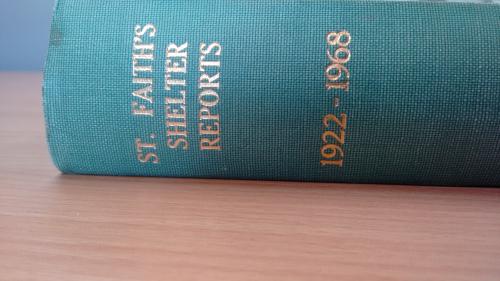 ST. FAITH'S
SHELTER
REPORTS
1922-1968